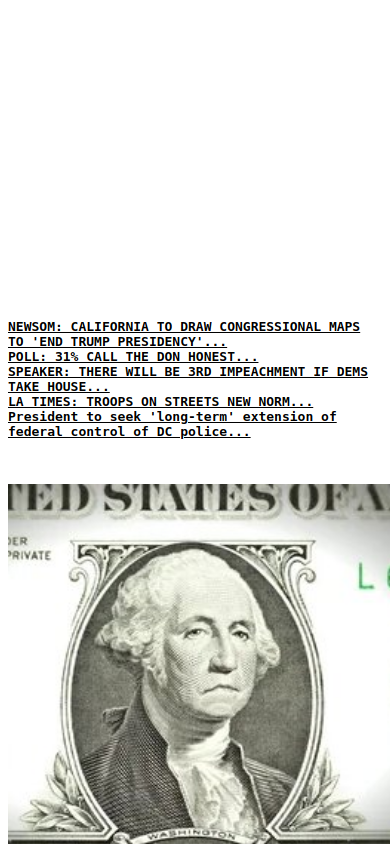 NEWSOM: CALIFORNIA TO DRAW CONGRESSIONAL MAPS
TO 'END TRUMP PRESIDENCY'...
POLL: 31% CALL THE DON HONEST...
SPEAKER: THERE WILL BE 3RD IMPEACHMENT IF DEMS
TAKE HOUSE...
LA TIMES: TROOPS ON STREETS NEW NORM...
President to seek 'long-term' extension of
federal control of DC police...
TED STATES OF A
DER
PRIVATE
L 6
WASHINGTON